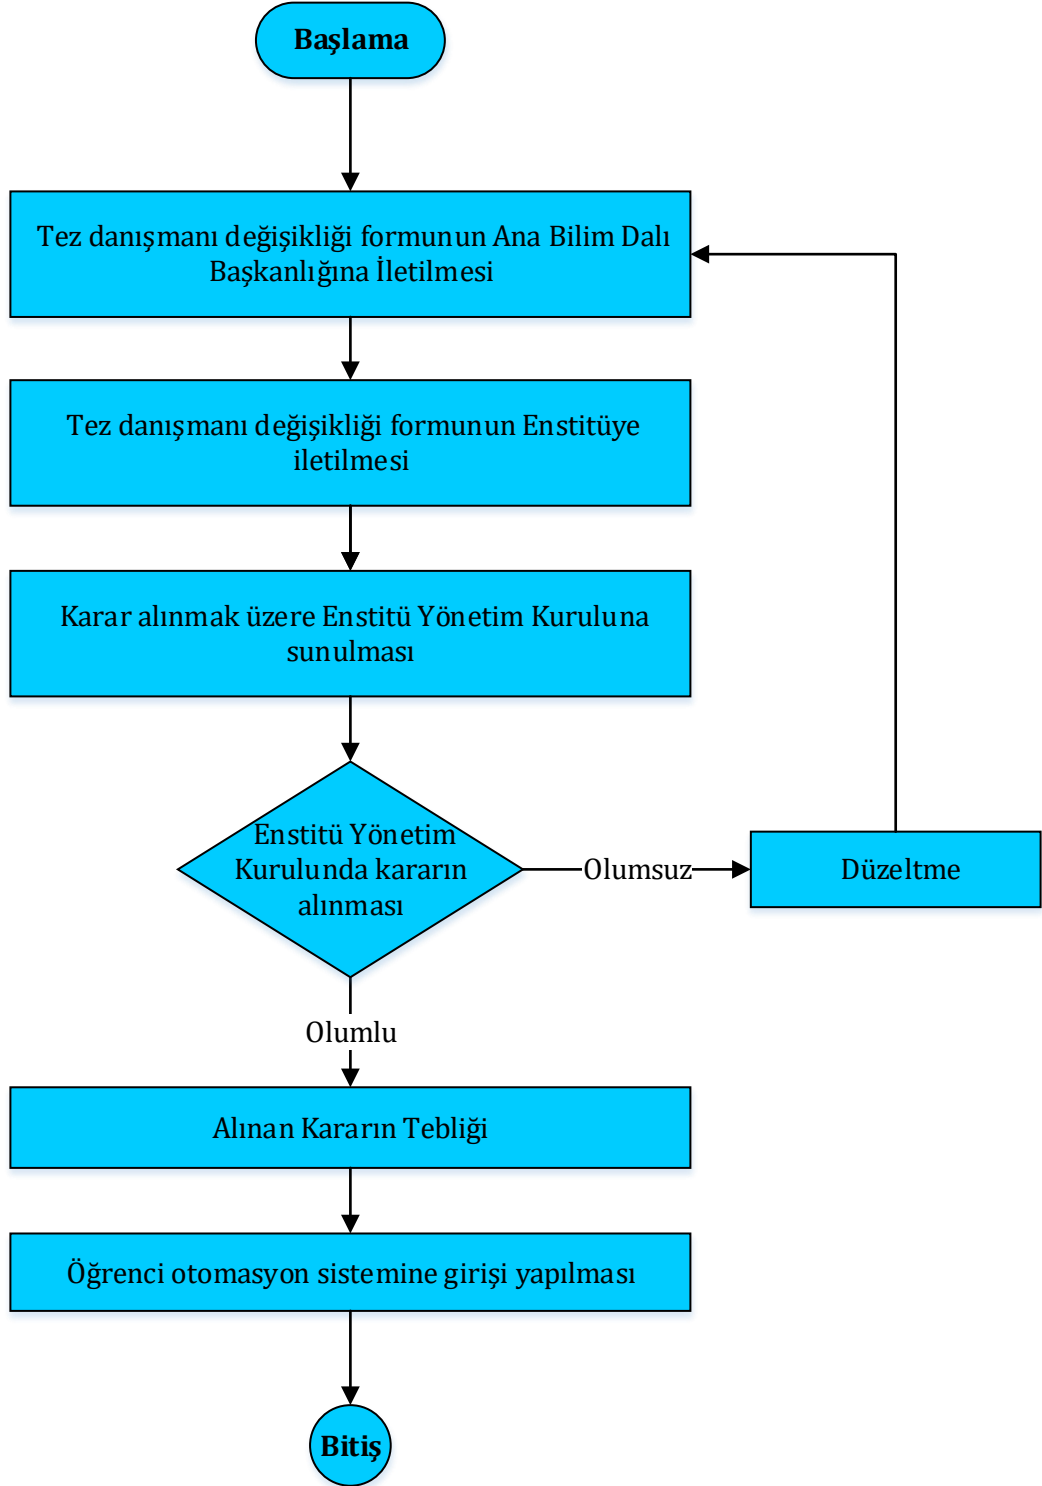 Başlama
Tez danışmanı değişikliği formunun Ana Bilim Dalı
Başkanlığına İletilmesi
Tez danışmanı değişikliği formunun Enstitüye
iletilmesi
Karar alınmak üzere Enstitü Yönetim Kuruluna
sunulması
Enstitü Yönetim
Kurulunda kararın
alınması
Olumsuz
Düzeltme
Olumlu
Alınan Kararın Tebliği
Öğrenci otomasyon sistemine girişi yapılması
Bitiş